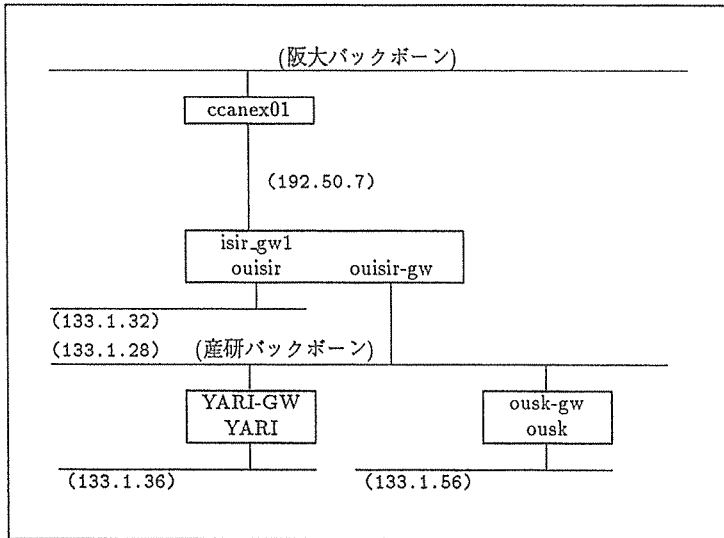 (阪大バックボーン)
ccanex01
(192.50.7)
isir_gw1
ouisir ouisir-gw
(133.1.32)
(133.1.28) (産研バックボーン)
YARI-GW ousk-gw
YARI ousk
(133.1.36) (133.1.56)